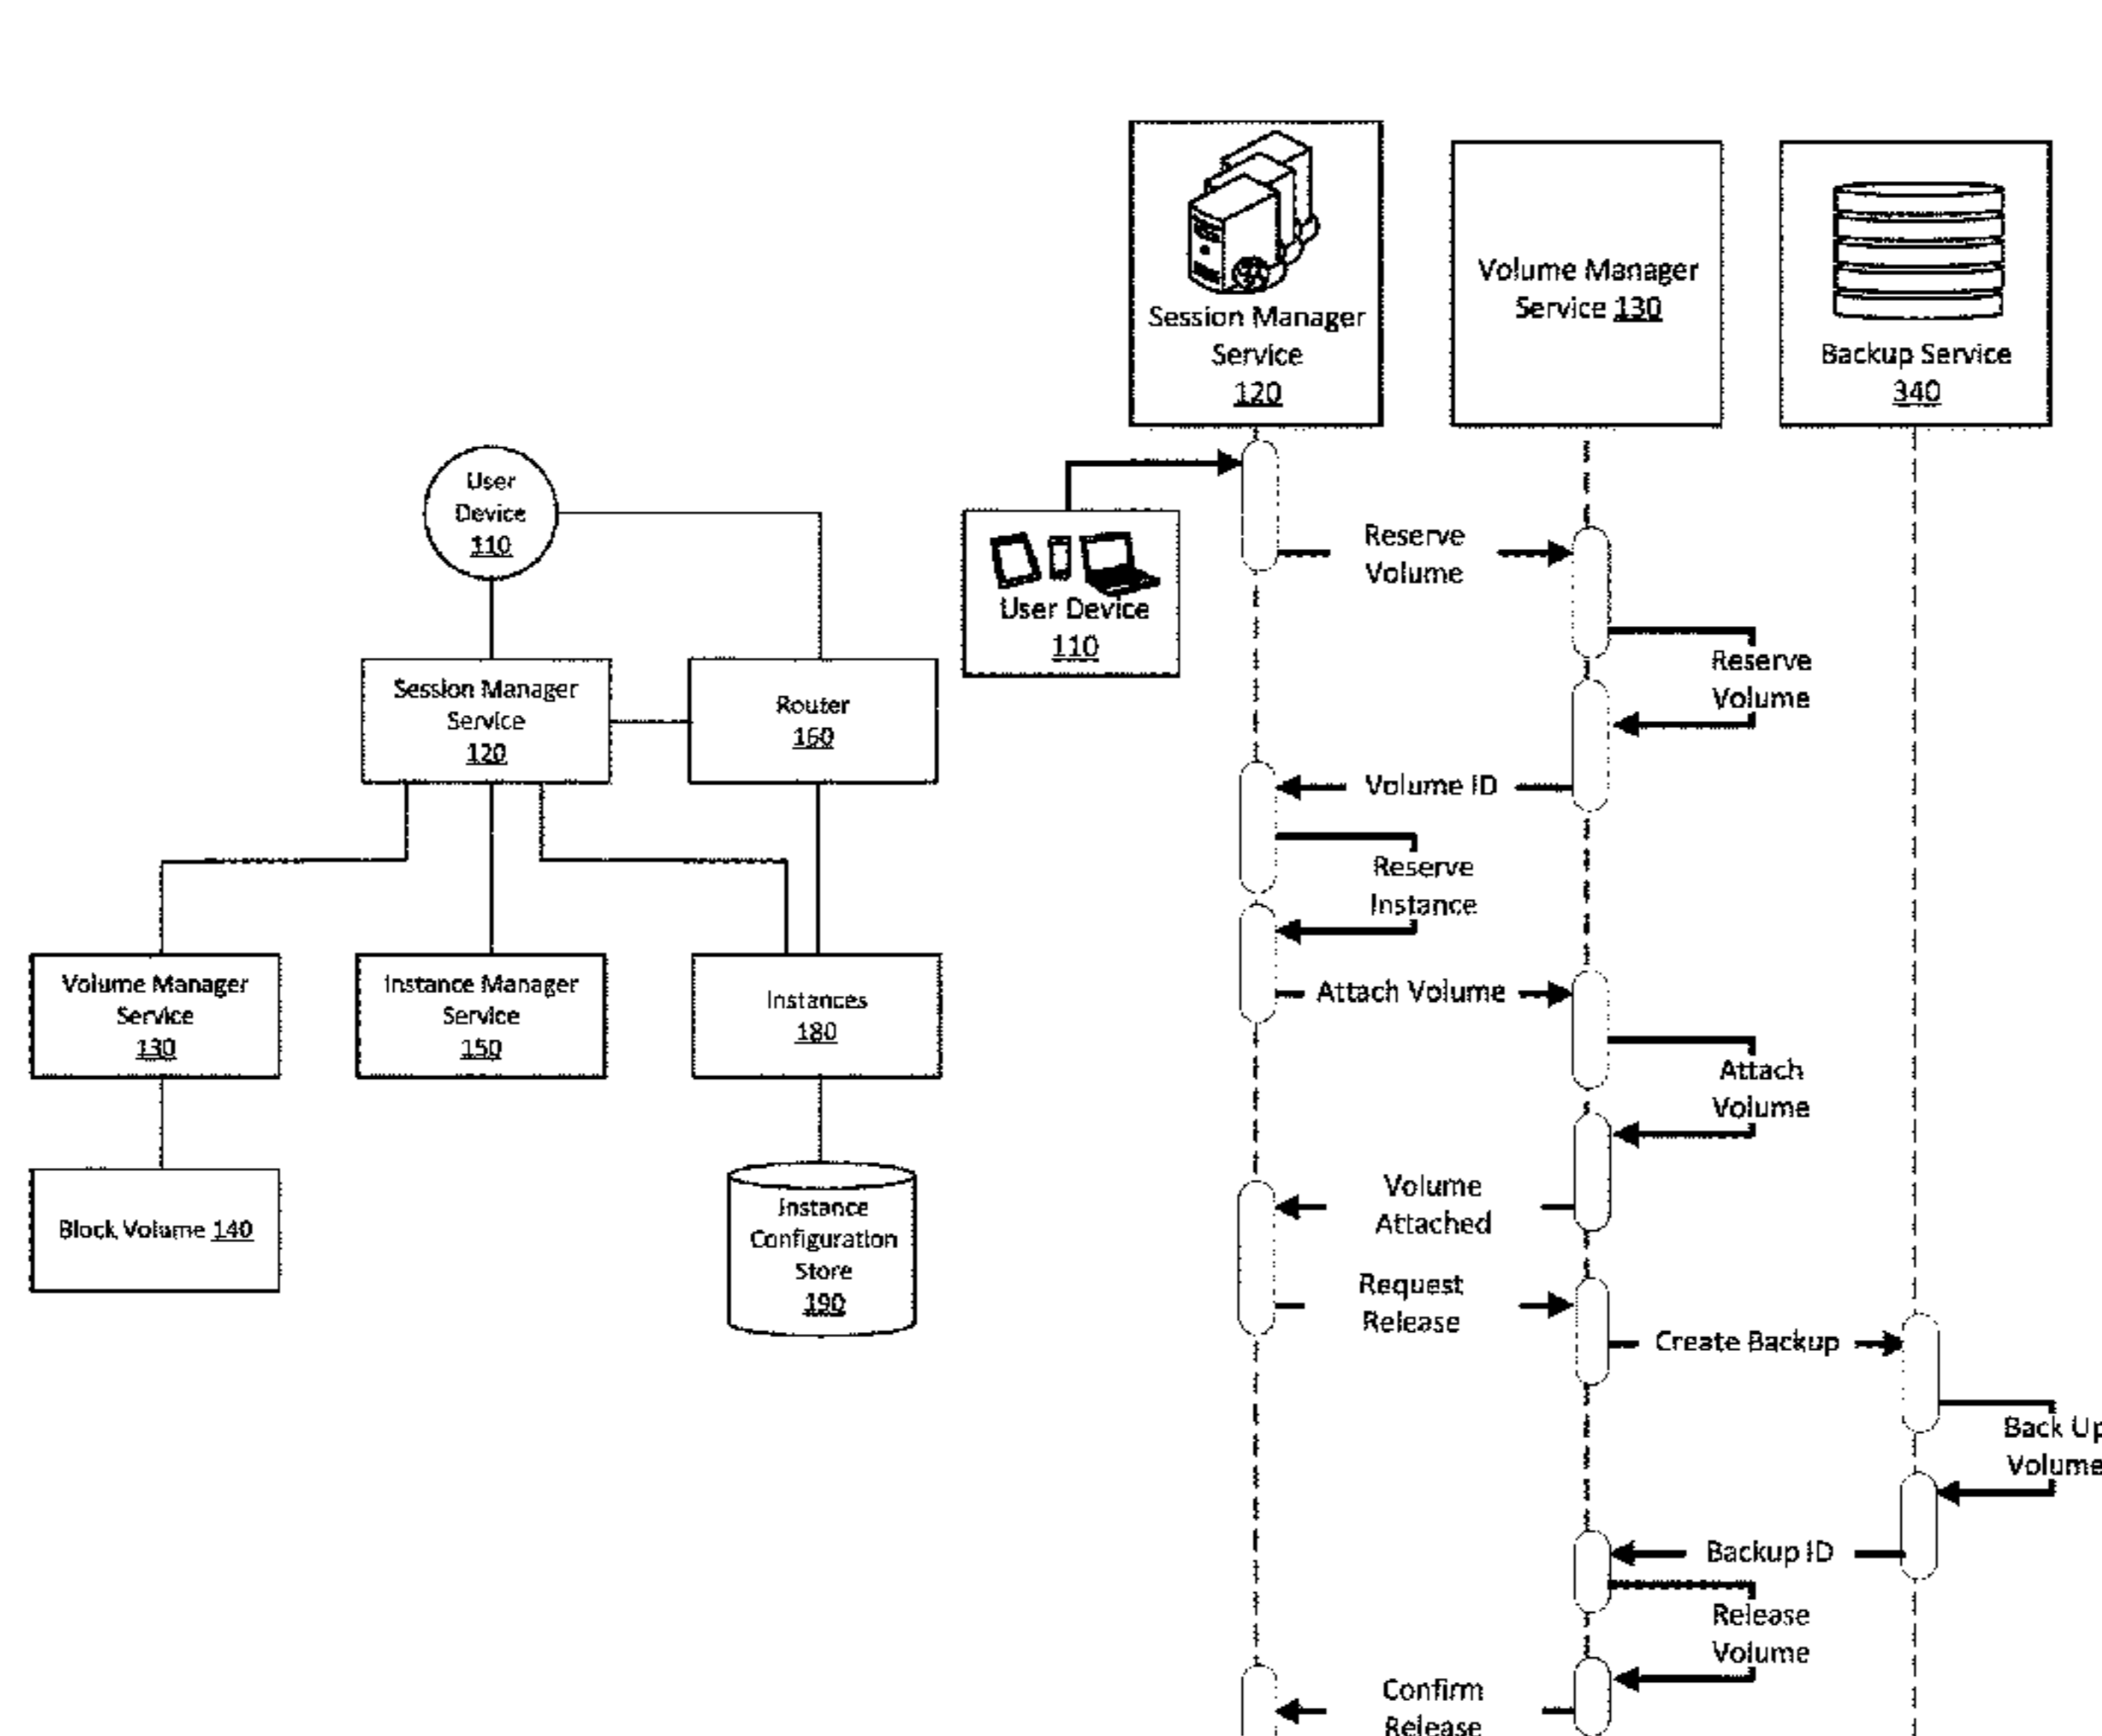 User
Device
110
Session Manager
Service
120
Router
160
Volume Manager
Service
130
Instance Manager
Service
150
Instances
180
Block Volume 140
Instance
Configuration
Store
190
Session Manager
Service
120
Volume Manager
Service 130
Backup Service
340
User Device
110
Reserve
Volume
Reserve
Volume
Volume ID
Reserve
Instance
Attach Volume
Attach
Volume
Volume
Attached
Request
Release
Create Backup
Back Up
Volume
Backup ID
Release
Volume
Confirm
Release